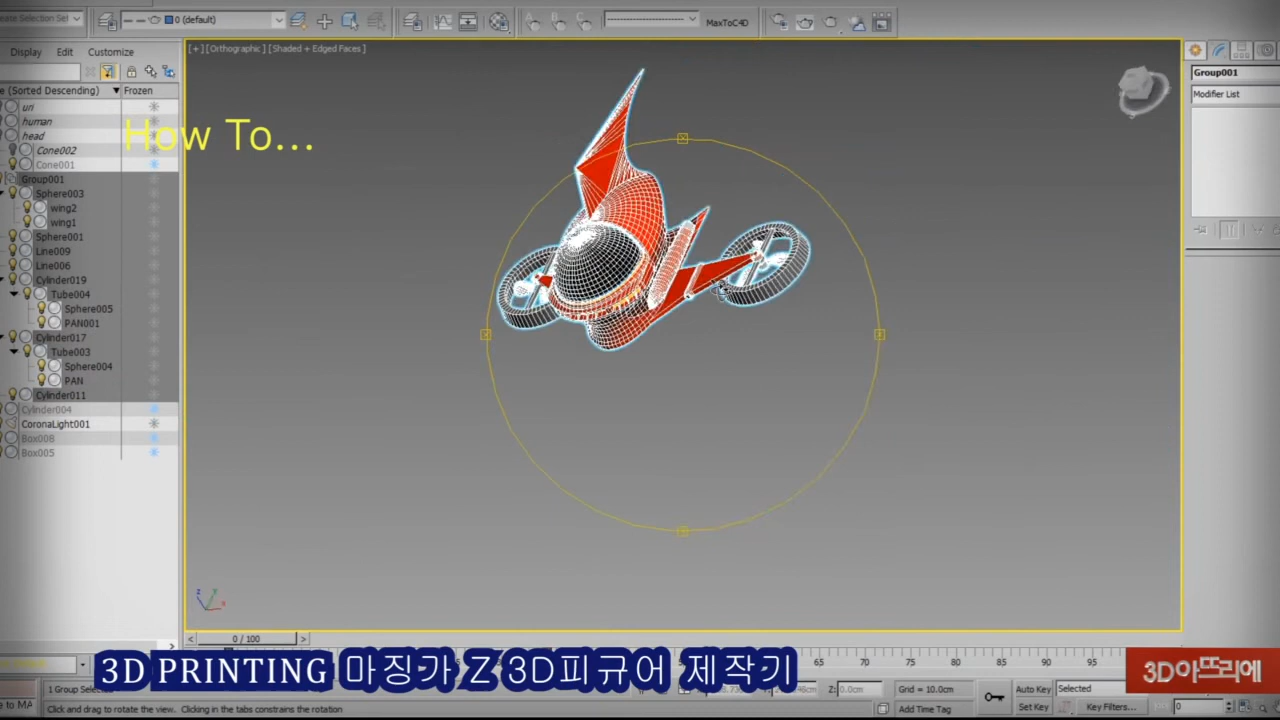 0 (default)
MaxToC4D
Display Edit Customize
[+][Orthographic][Shaded + Edged Faces]
(Sorted Descending) Frozen
uri
human
head
Cone002
Cone001
Group001
Sphere003
wing2
wing1
Sphere001
Line009
Line006
Cylinder019
Tube004
Sphere005
PAN001
Cylinder017
Tube003
Sphere004
PAN
Cylinder011
Cylinder004
CoronaLight001
Box008
Box005
How To...
Group001
Modifier List
0 / 100
65 70 75 80 85 90 95
3D PRINTING 마징가 Z 3D피규어 제작기
3D아뜨리에
Z: 0.0cm Grid = 10.0cm Auto Key Selected
Click and drag to rotate the view. Clicking in the tabs constrains the rotation
Add Time Tag Set Key Key Filters... 0